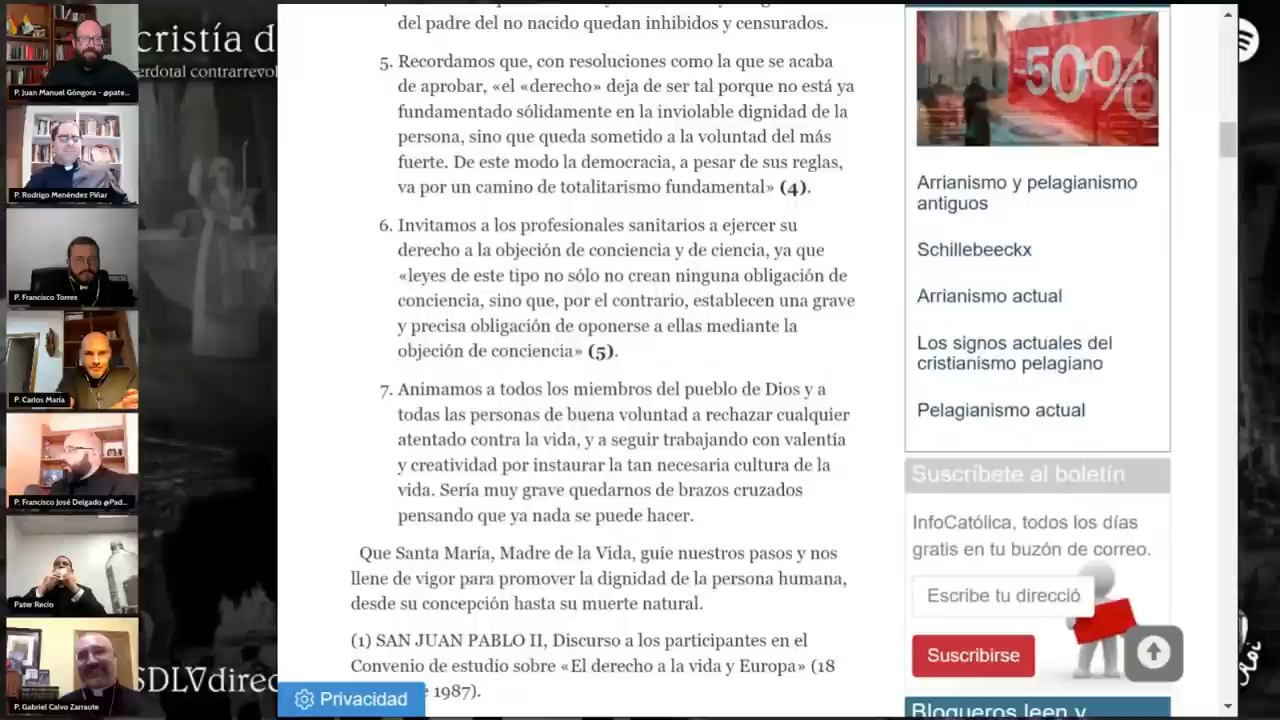 cristía d
erdotal contrarrevol
P. Juan Manuel Góngora - @pate...
P. Rodrigo Menéndez Piñar
P. Francisco Torres
P. Carlos María
P. Francisco José Delgado @Pad...
Pater Recio
P. Gabriel Calvo Zarraute
SDLVdirec
del padre del no nacido quedan inhibidos y censurados.
5. Recordamos que, con resoluciones como la que se acaba
de aprobar, «el «derecho» deja de ser tal porque no está ya
fundamentado sólidamente en la inviolable dignidad de la
persona, sino que queda sometido a la voluntad del más
fuerte. De este modo la democracia, a pesar de sus reglas,
va por un camino de totalitarismo fundamental» (4).
6. Invitamos a los profesionales sanitarios a ejercer su
derecho a la objeción de conciencia y de ciencia, ya que
«leyes de este tipo no sólo no crean ninguna obligación de
conciencia, sino que, por el contrario, establecen una grave
y precisa obligación de oponerse a ellas mediante la
objeción de conciencia» (5).
7. Animamos a todos los miembros del pueblo de Dios y a
todas las personas de buena voluntad a rechazar cualquier
atentado contra la vida, y a seguir trabajando con valentía
y creatividad por instaurar la tan necesaria cultura de la
vida. Sería muy grave quedarnos de brazos cruzados
pensando que ya nada se puede hacer.
Que Santa María, Madre de la Vida, guíe nuestros pasos y nos
llene de vigor para promover la dignidad de la persona humana,
desde su concepción hasta su muerte natural.
(1) SAN JUAN PABLO II, Discurso a los participantes en el
Convenio de estudio sobre «El derecho a la vida y Europa» (18
e 1987).
Privacidad
-50%
Arrianismo y pelagianismo
antiguos
Schillebeeckx
Arrianismo actual
Los signos actuales del
cristianismo pelagiano
Pelagianismo actual
Suscríbete al boletín
InfoCatólica, todos los días
gratis en tu buzón de correo.
Escribe tu direcció
Suscribirse
Blogueros leen y